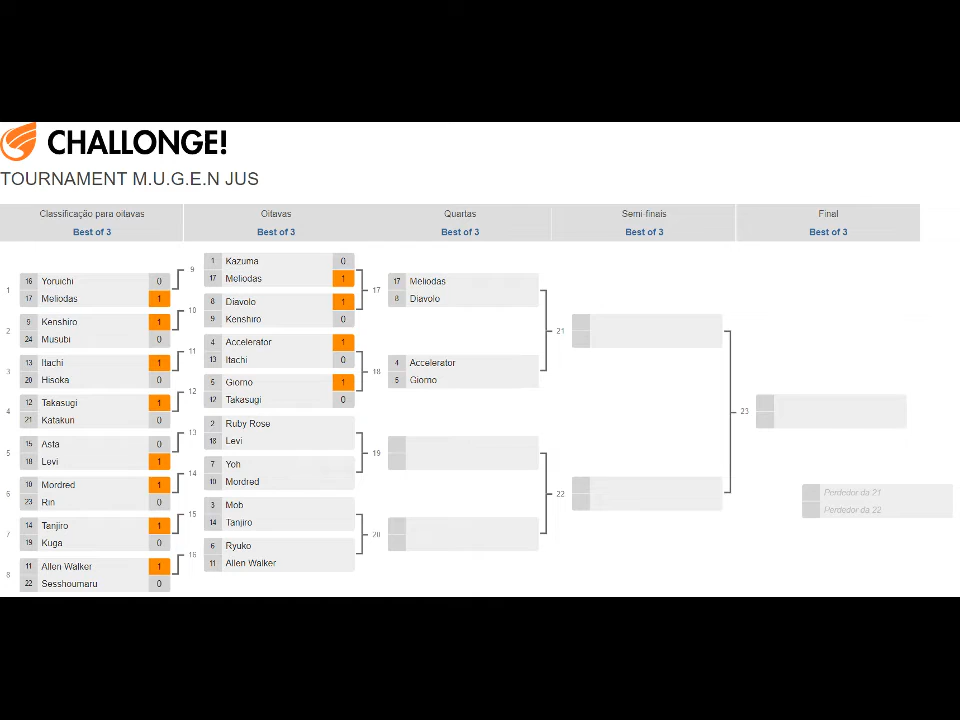 CHALLONGE!
TOURNAMENT M.U.G.E.N JUS
Classificação para oitavas
Best of 3
Oitavas
Best of 3
Quartas
Best of 3
Semi finais
Best of 3
Final
Best of 3
1
16 Yoruichi 0
17 Meliodas 1
2
9 Kenshiro 1
24 Musubi 0
3
13 Itachi 1
20 Hisoka 0
4
12 Takasugi 1
21 Katakuri 0
5
15 Asta 0
18 Levi 1
6
10 Mordred 1
23 Rin 0
7
14 Tanjiro 1
19 Kuga 0
8
11 Allen Walker 1
22 Sesshoumaru 0
9
1 Kazuma 0
17 Meliodas 1
10
8 Diavolo 1
9 Kenshiro 0
11
4 Accelerator 1
13 Itachi 0
12
5 Giorno 1
12 Takasugi 0
13
2 Ruby Rose
18 Levi
14
7 Yoh
10 Mordred
15
3 Mob
14 Tanjiro
16
6 Ryuko
11 Allen Walker
17
17 Meliodas
8 Diavolo
18
4 Accelerator
5 Giorno
19
20
21
22
23
Perdedor da 21
Perdedor da 22